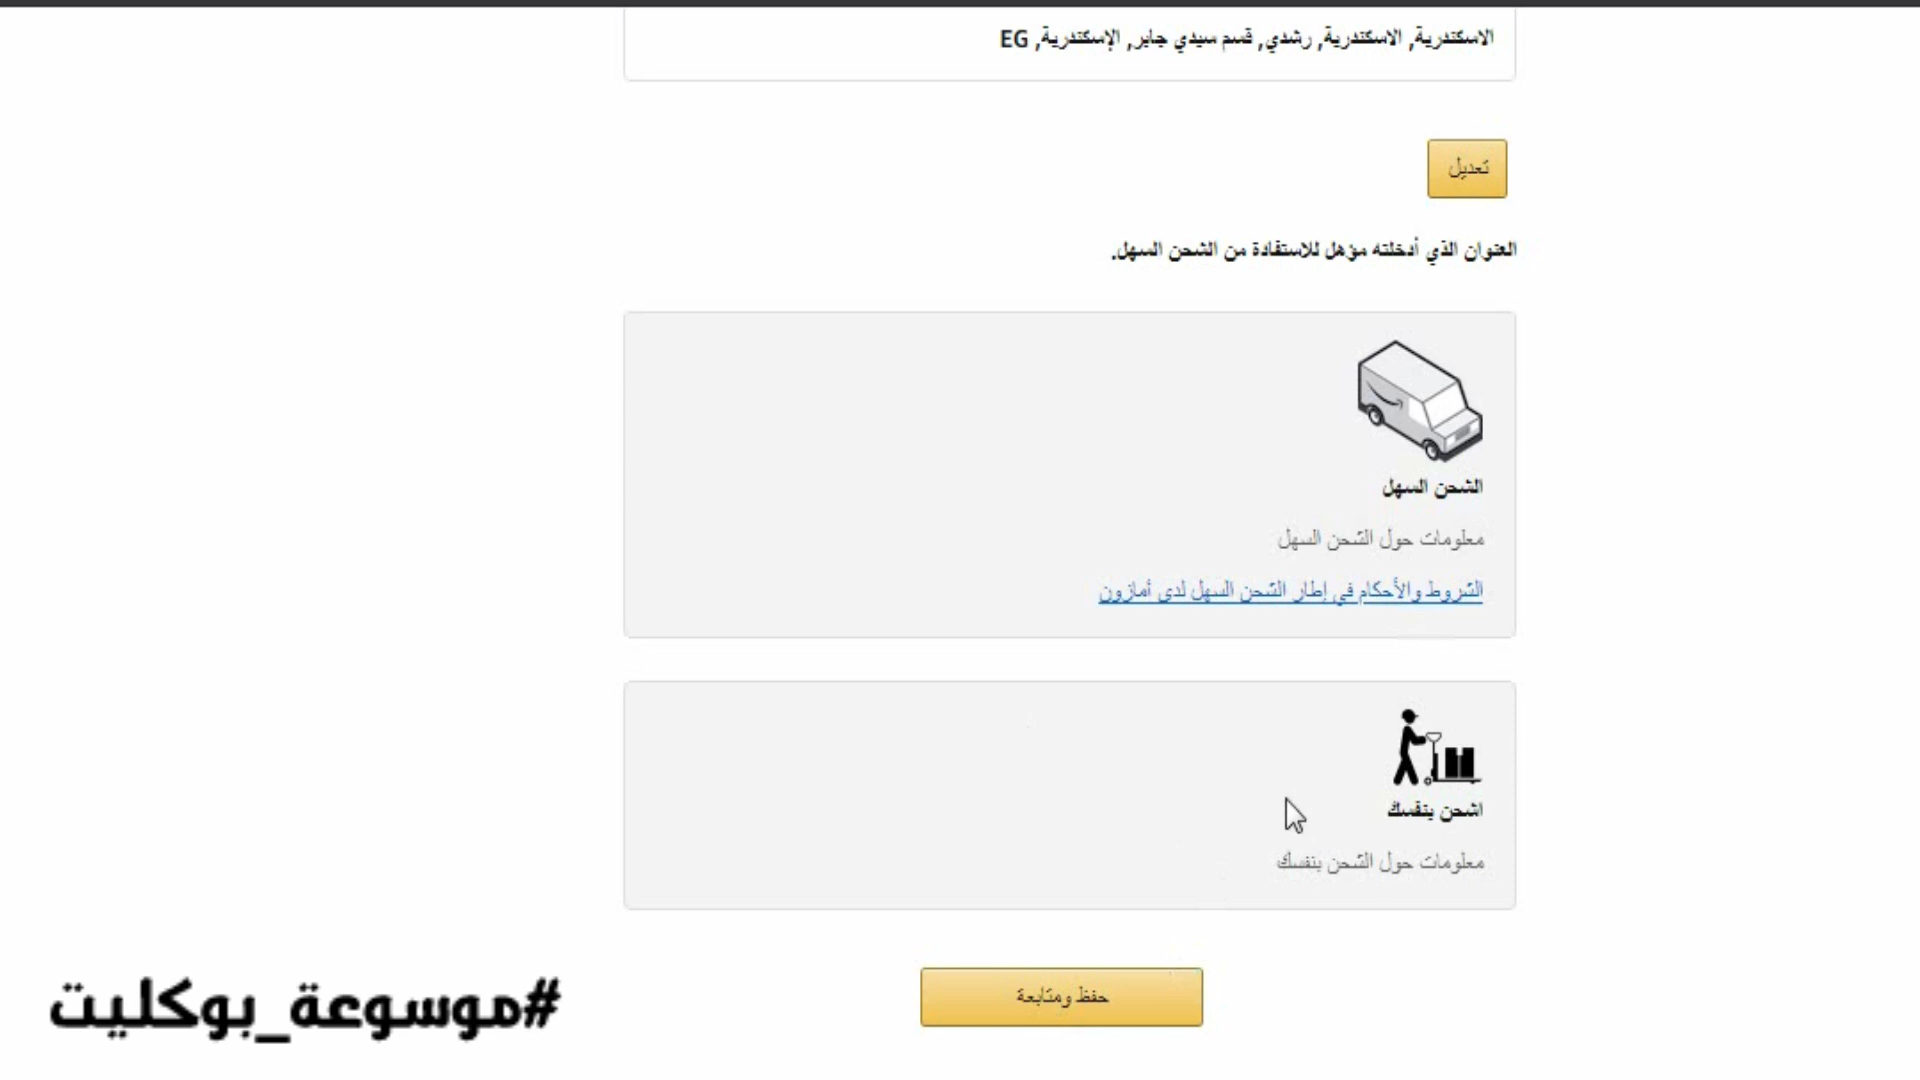 الاسكندرية, الاسكندرية, رشدي, قسم سيدي جابر, الإسكندرية, EG
تعديل
العنوان الذي أدخلته مؤهل للاستفادة من الشحن السهل.
الشحن السهل
معلومات حول الشحن السهل
الشروط والأحكام في إطار الشحن السهل لدى أمازون
اشحن بنفسك
معلومات حول الشحن بنفسك
حفظ ومتابعة
#موسوعة_بوكليت